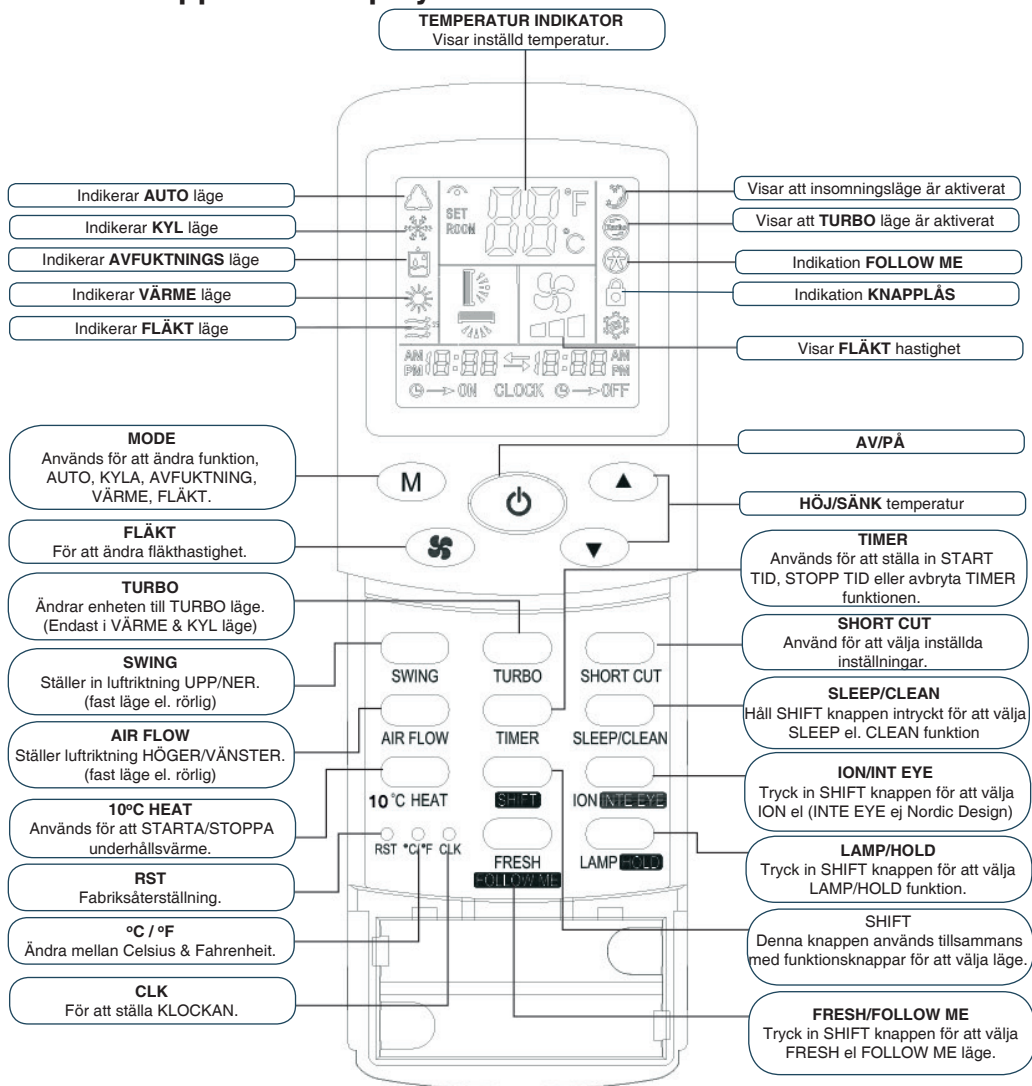 TEMPERATUR INDIKATOR
Visar inställd temperatur.
Indikerar AUTO läge
Indikerar KYL läge
Indikerar AVFUKTNINGS läge
Indikerar VÄRME läge
Indikerar FLÄKT läge
SET
ROOM
88
°F
°C
Turbo
AM
PM
18:88
18:88
AM
PM
ON CLOCK OFF
Visar att insomningsläge är aktiverat
Visar att TURBO läge är aktiverat
Indikation FOLLOW ME
Indikation KNAPPLÅS
Visar FLÄKT hastighet
MODE
Används för att ändra funktion,
AUTO, KYLA, AVFUKTNING,
VÄRME, FLÄKT.
FLÄKT
För att ändra fläkthastighet.
TURBO
Ändrar enheten till TURBO läge.
(Endast i VÄRME & KYL läge)
SWING
Ställer in luftriktning UPP/NER.
(fast läge el. rörlig)
AIR FLOW
Ställer luftriktning HÖGER/VÄNSTER.
(fast läge el. rörlig)
10ºC HEAT
Används för att STARTA/STOPPA
underhållsvärme.
RST
Fabriksåterställning.
ºC / ºF
Ändra mellan Celsius & Fahrenheit.
CLK
För att ställa KLOCKAN.
M
SWING TURBO SHORT CUT
AIR FLOW TIMER SLEEP/CLEAN
10°C HEAT SHIFT ION INTE EYE
RST °C/°F CLK
FRESH LAMP HOLD
FOLLOW ME
AV/PÅ
HÖJ/SÄNK temperatur
TIMER
Används för att ställa in START
TID, STOPP TID eller avbryta TIMER
funktionen.
SHORT CUT
Använd för att välja inställda
inställningar.
SLEEP/CLEAN
Håll SHIFT knappen intryckt för att välja
SLEEP el. CLEAN funktion
ION/INT EYE
Tryck in SHIFT knappen för att välja
ION el (INTE EYE ej Nordic Design)
LAMP/HOLD
Tryck in SHIFT knappen för att välja
LAMP/HOLD funktion.
SHIFT
Denna knappen används tillsammans
med funktionsknappar för att välja läge.
FRESH/FOLLOW ME
Tryck in SHIFT knappen för att välja
FRESH el FOLLOW ME läge.